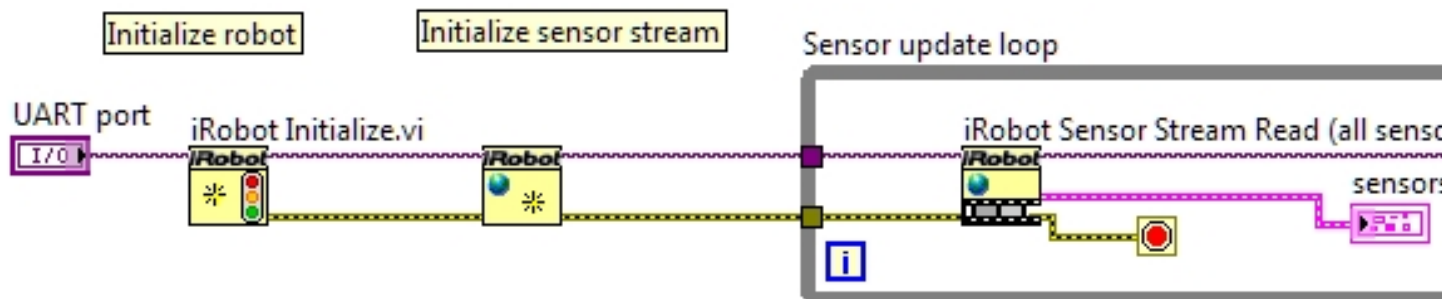 Initialize robot
Initialize sensor stream
Sensor update loop
UART port
iRobot Initialize.vi
iRobot Sensor Stream Read (all senso
I/O
iRobot
iRobot
iRobot
sensors
i